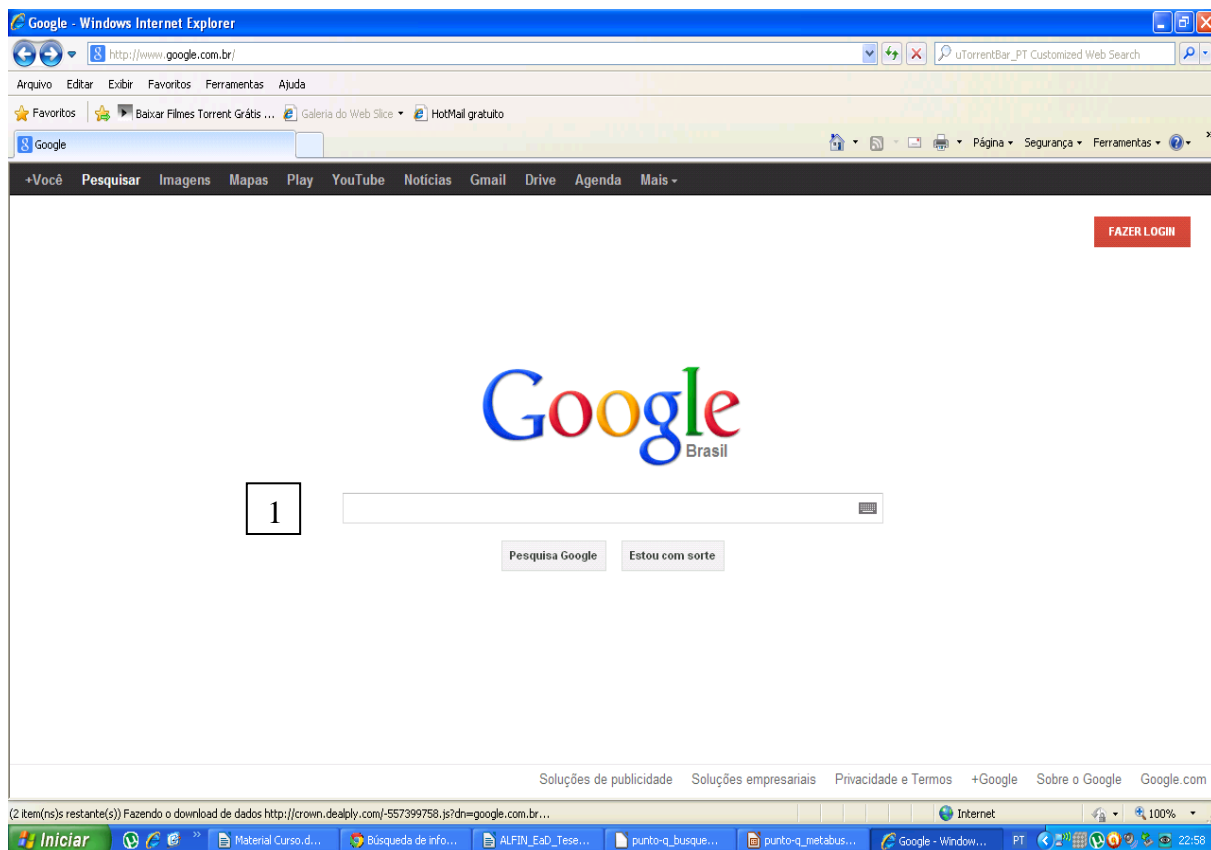 Google - Windows Internet Explorer
http://www.google.com.br/
uTorrentBar_PT Customized Web Search
Arquivo Editar Exibir Favoritos Ferramentas Ajuda
Favoritos Baixar Filmes Torrent Grátis ... Galeria do Web Slice HotMail gratuito
Google Página Segurança Ferramentas
+Você Pesquisar Imagens Mapas Play YouTube Notícias Gmail Drive Agenda Mais
FAZER LOGIN
Google
Brasil
1
Pesquisa Google Estou com sorte
Soluções de publicidade Soluções empresariais Privacidade e Termos +Google Sobre o Google Google.com
(2 item(ns)s restante(s)) Fazendo o download de dados http://crown.dealply.com/-557399758.js?dn=google.com.br... Internet 100%
Iniciar Material Curso.d... Búsqueda de info... ALFIN_EaD_Tese... punto-q_busque... punto-q_metabus... Google - Window... PT 22:58